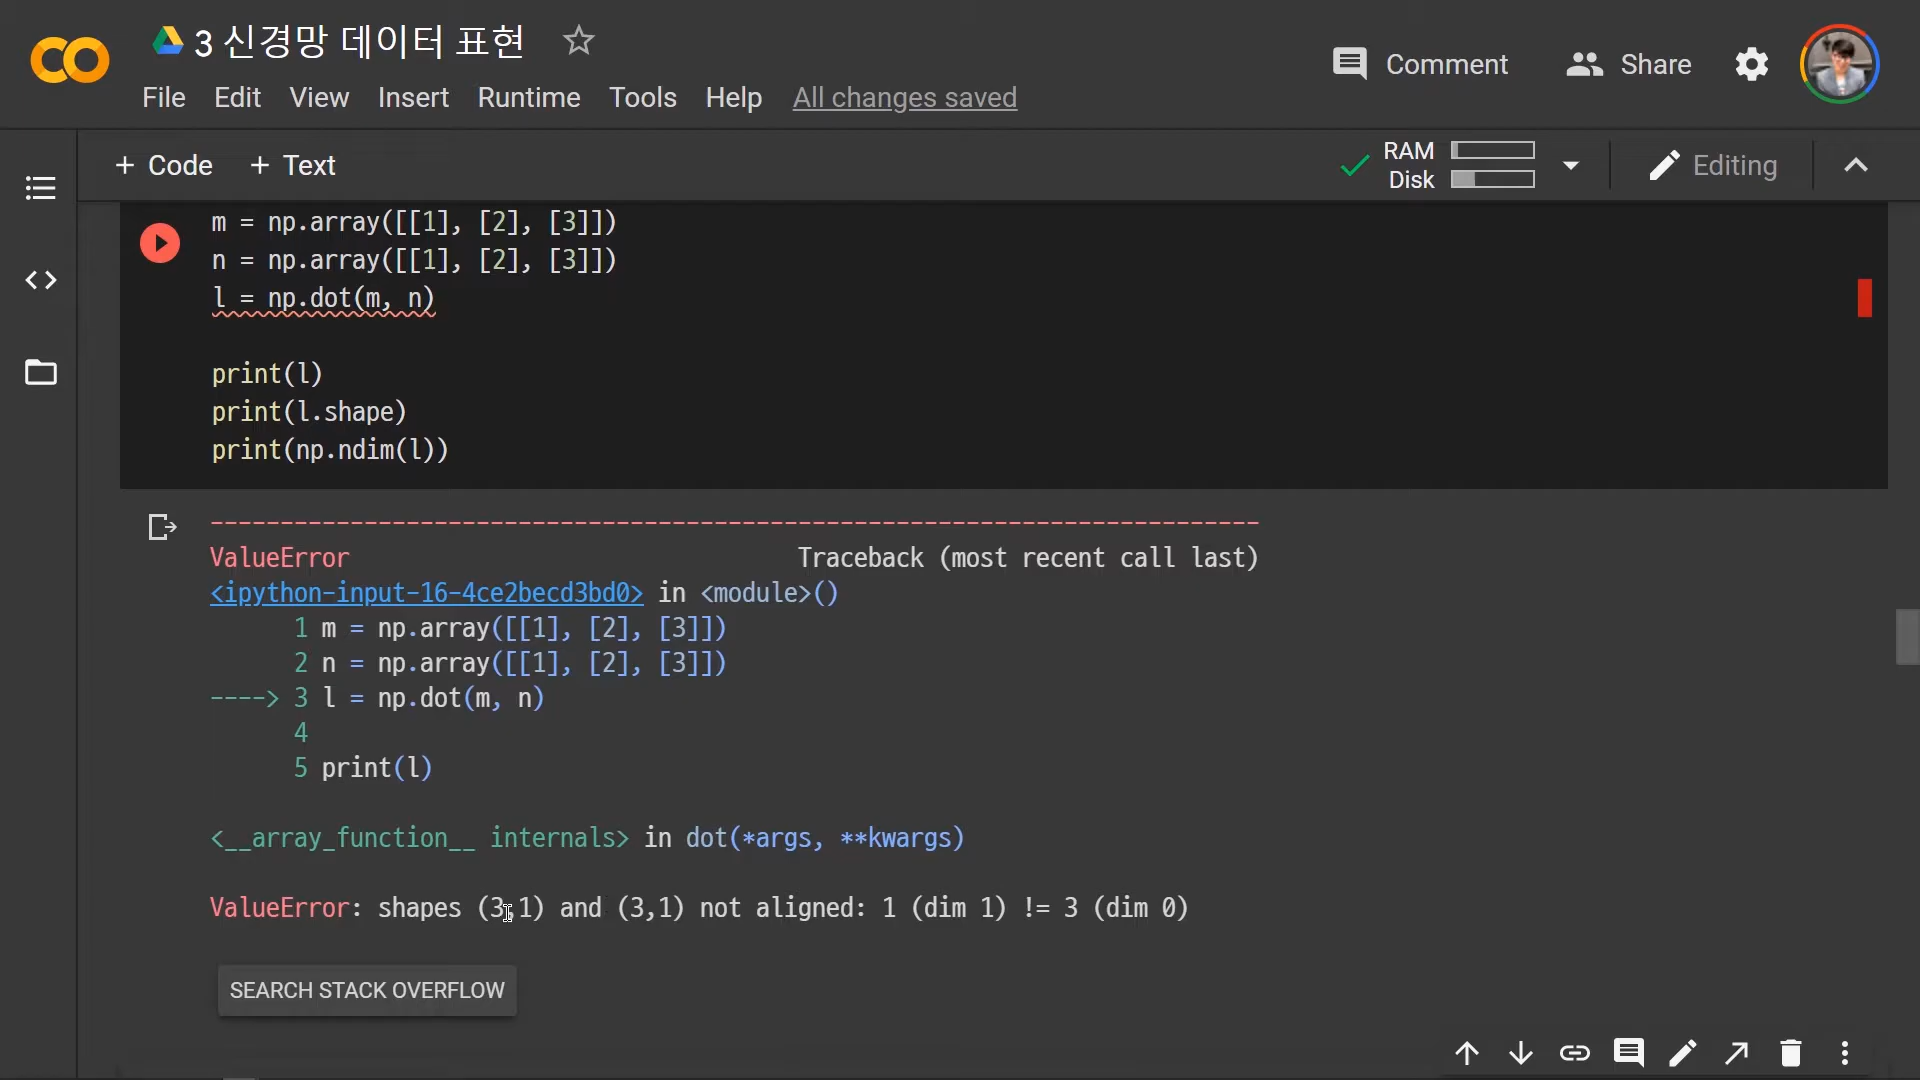 3 신경망 데이터 표현
File Edit View Insert Runtime Tools Help All changes saved
Comment Share
+ Code + Text
RAM
Disk
Editing
m = np.array([[1], [2], [3]])
n = np.array([[1], [2], [3]])
l = np.dot(m, n)
print(l)
print(l.shape)
print(np.ndim(l))
---------------------------------------------------------------------------
ValueError Traceback (most recent call last)
<ipython-input-16-4ce2becd3bd0> in <module>()
1 m = np.array([[1], [2], [3]])
2 n = np.array([[1], [2], [3]])
----> 3 l = np.dot(m, n)
4
5 print(l)
<__array_function__ internals> in dot(*args, **kwargs)
ValueError: shapes (3,1) and (3,1) not aligned: 1 (dim 1) != 3 (dim 0)
SEARCH STACK OVERFLOW